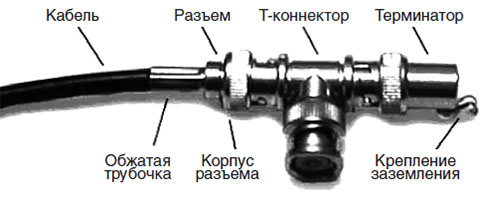 Кабель
Разъем
Т-коннектор
Терминатор
Обжатая
трубочка
Корпус
разъема
Крепление
заземления